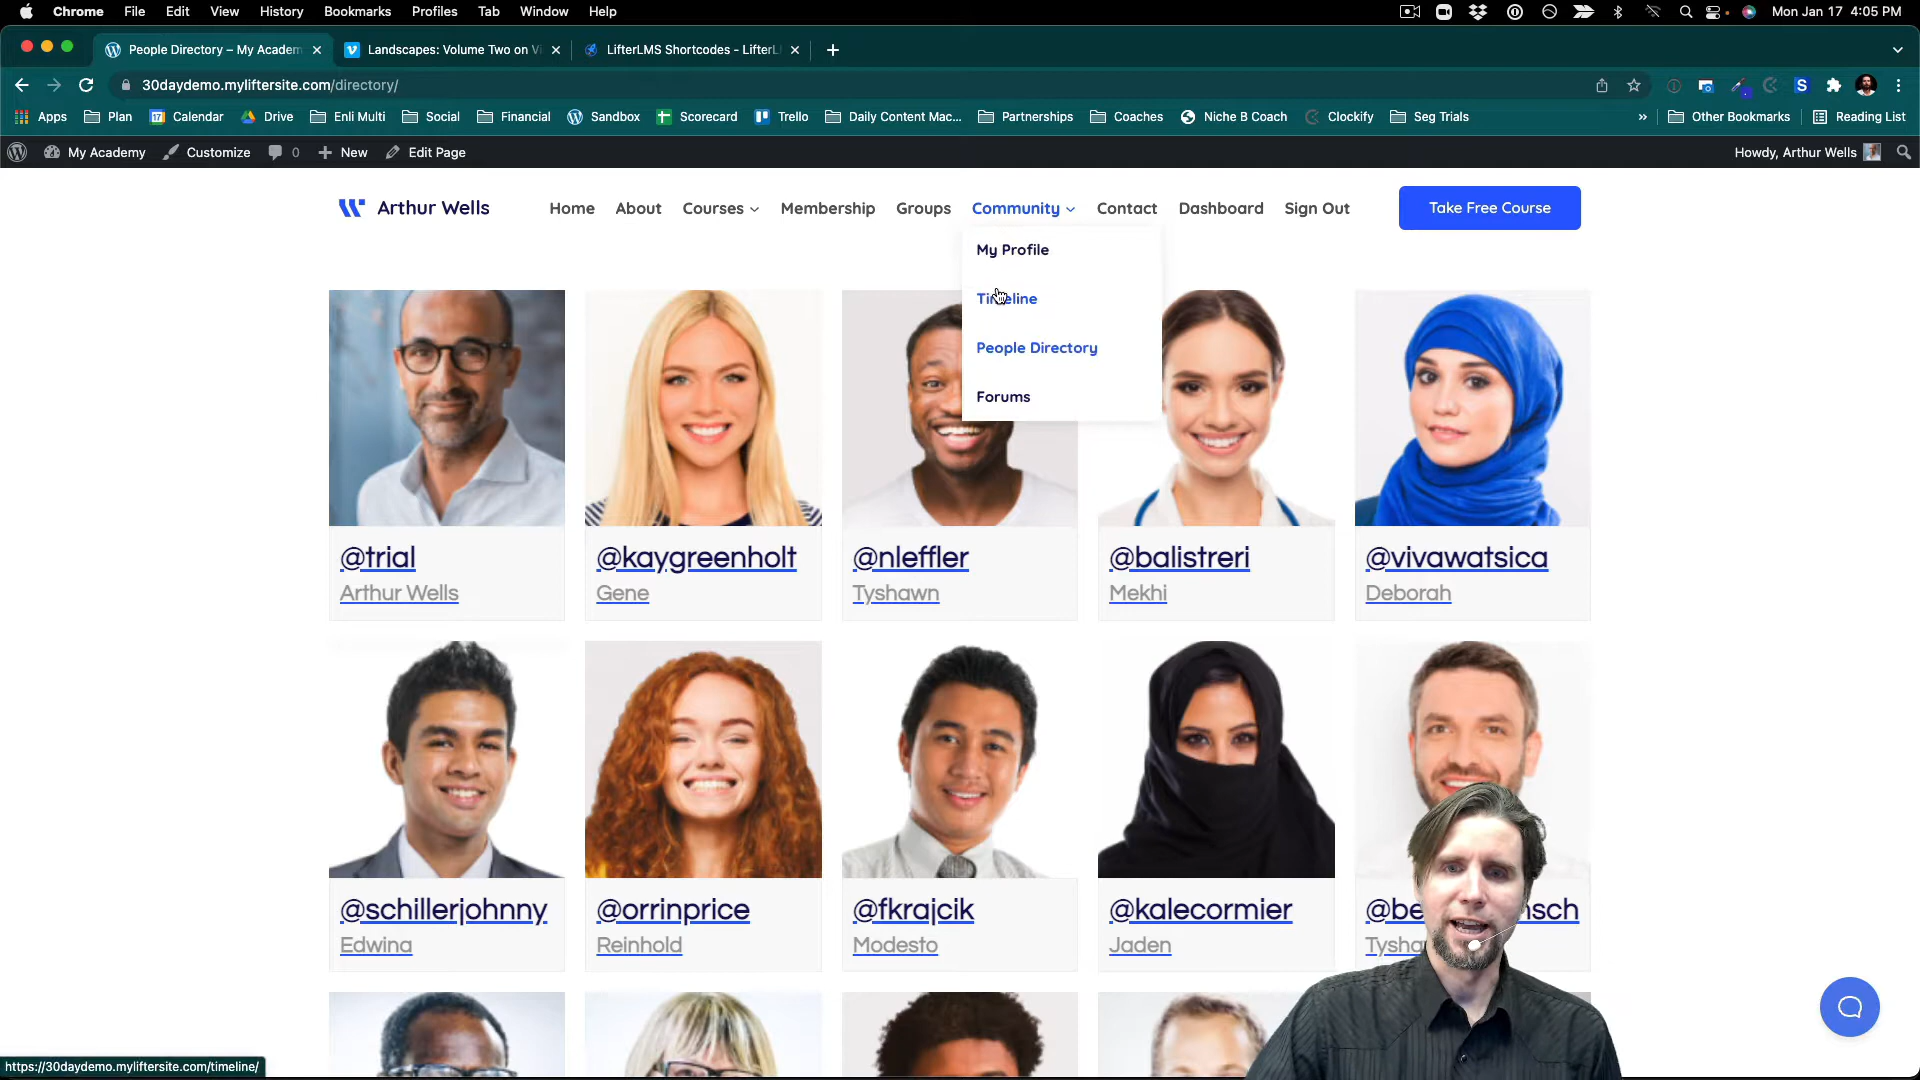 Chrome File Edit View History Bookmarks Profiles Tab Window Help Mon Jan 17 4:05 PM
People Directory – My Academ Landscapes: Volume Two on Vi LifterLMS Shortcodes - LifterL
30daydemo.myliftersite.com/directory/
Apps Plan Calendar Drive Enli Multi Social Financial Sandbox Scorecard Trello Daily Content Mac... Partnerships Coaches Niche B Coach Clockify Seg Trials » Other Bookmarks Reading List
My Academy Customize 0 New Edit Page Howdy, Arthur Wells
Arthur Wells Home About Courses Membership Groups Community Contact Dashboard Sign Out Take Free Course
My Profile
Timeline
People Directory
Forums
@trial @kaygreenholt @nleffler @balistreri @vivawatsica
Arthur Wells Gene Tyshawn Mekhi Deborah
@schillerjohnny @orrinprice @fkrajcik @kalecormier
Edwina Reinhold Modesto Jaden
https://30daydemo.myliftersite.com/timeline/